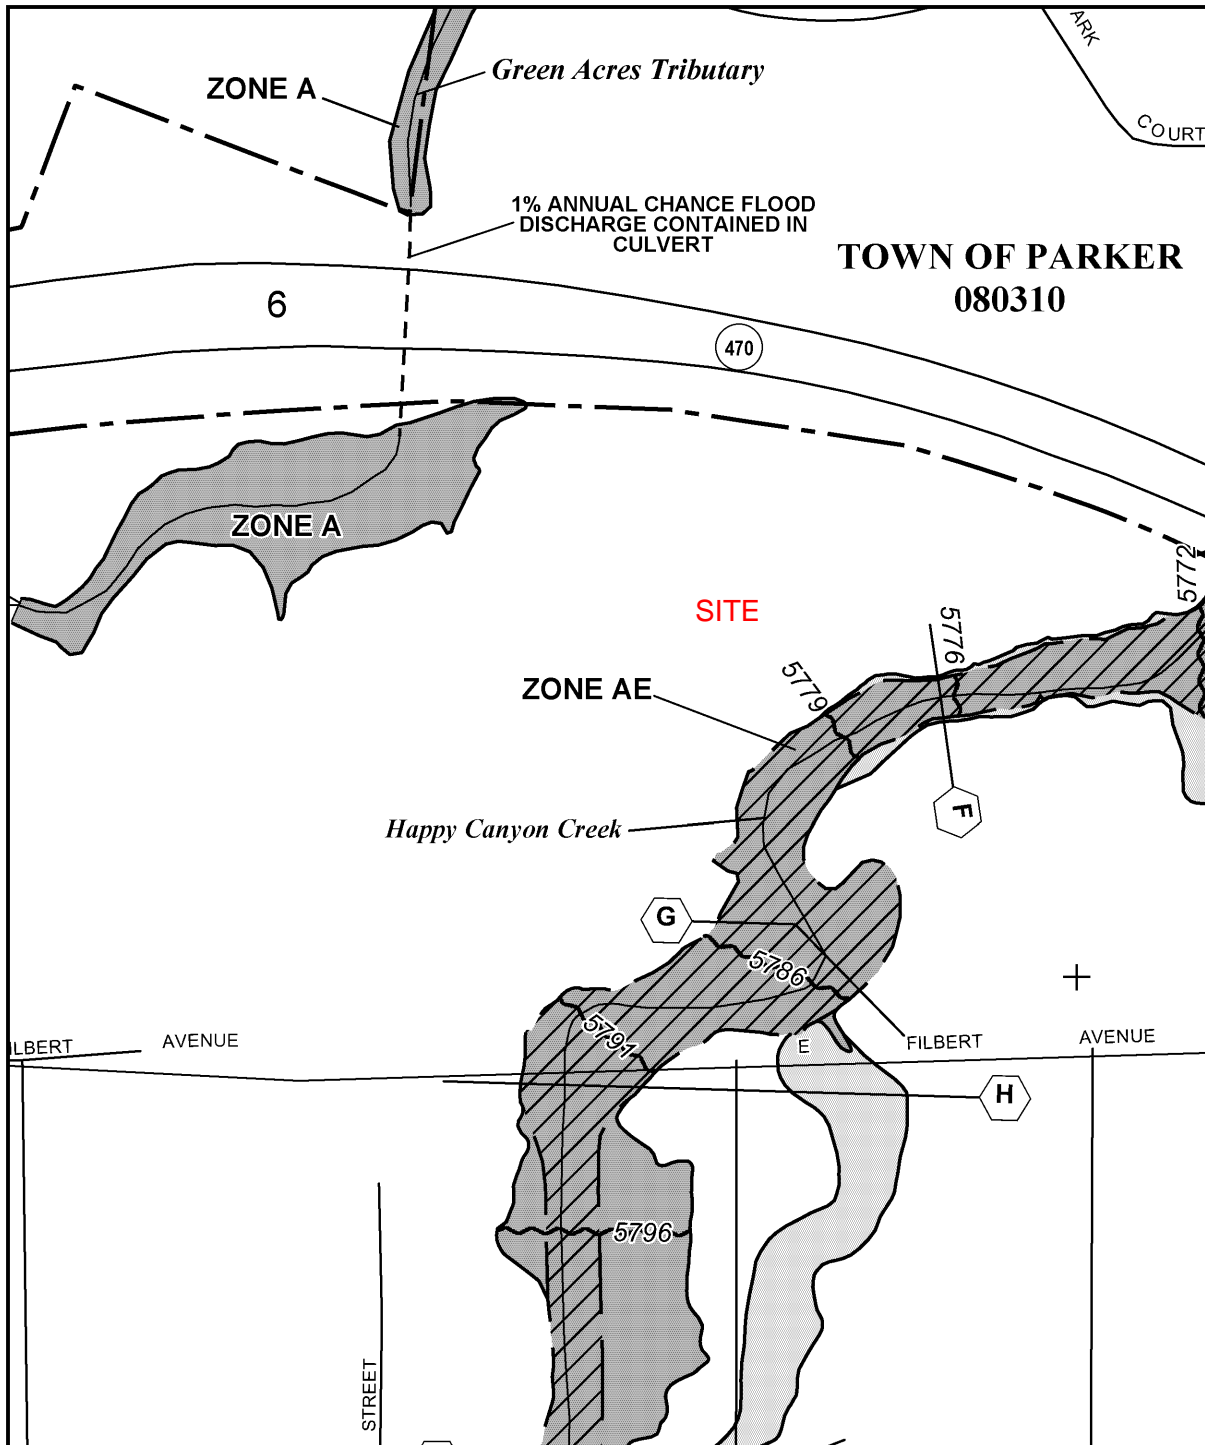 ARK
COURT
Green Acres Tributary
ZONE A
1% ANNUAL CHANCE FLOOD
DISCHARGE CONTAINED IN
CULVERT
TOWN OF PARKER
080310
6
470
ZONE A
5772
SITE
5776
5779
ZONE AE
F
Happy Canyon Creek
G
5786
5791
ILBERT
AVENUE
E
FILBERT
AVENUE
H
5796
STREET